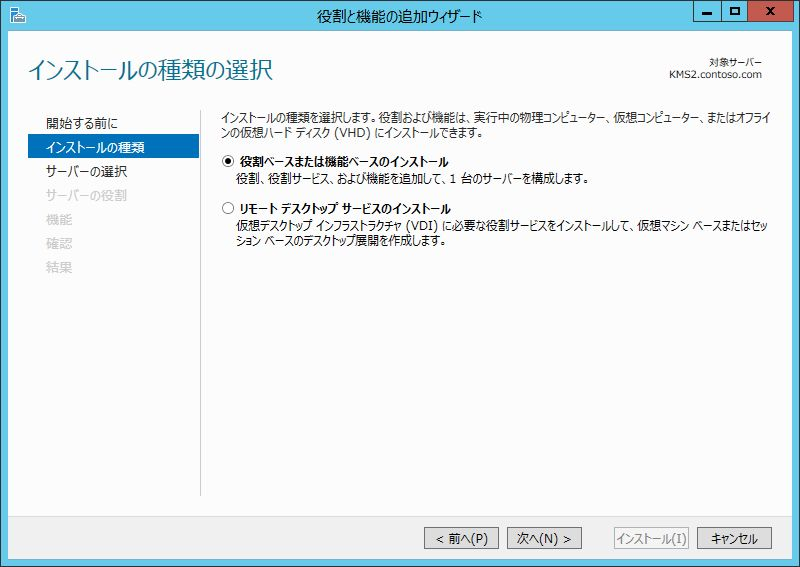 役割と機能の追加ウィザード
インストールの種類の選択
対象サーバー
KMS2.contoso.com
開始する前に
インストールの種類
サーバーの選択
サーバーの役割
機能
確認
結果
インストールの種類を選択します。役割および機能は、実行中の物理コンピューター、仮想コンピューター、またはオフライ
ンの仮想ハード ディスク (VHD) にインストールできます。
役割ベースまたは機能ベースのインストール
役割、役割サービス、および機能を追加して、1 台のサーバーを構成します。
リモート デスクトップ サービスのインストール
仮想デスクトップ インフラストラクチャ (VDI) に必要な役割サービスをインストールして、仮想マシン ベースまたはセッ
ション ベースのデスクトップ展開を作成します。
< 前へ(P)
次へ(N) >
インストール(I)
キャンセル